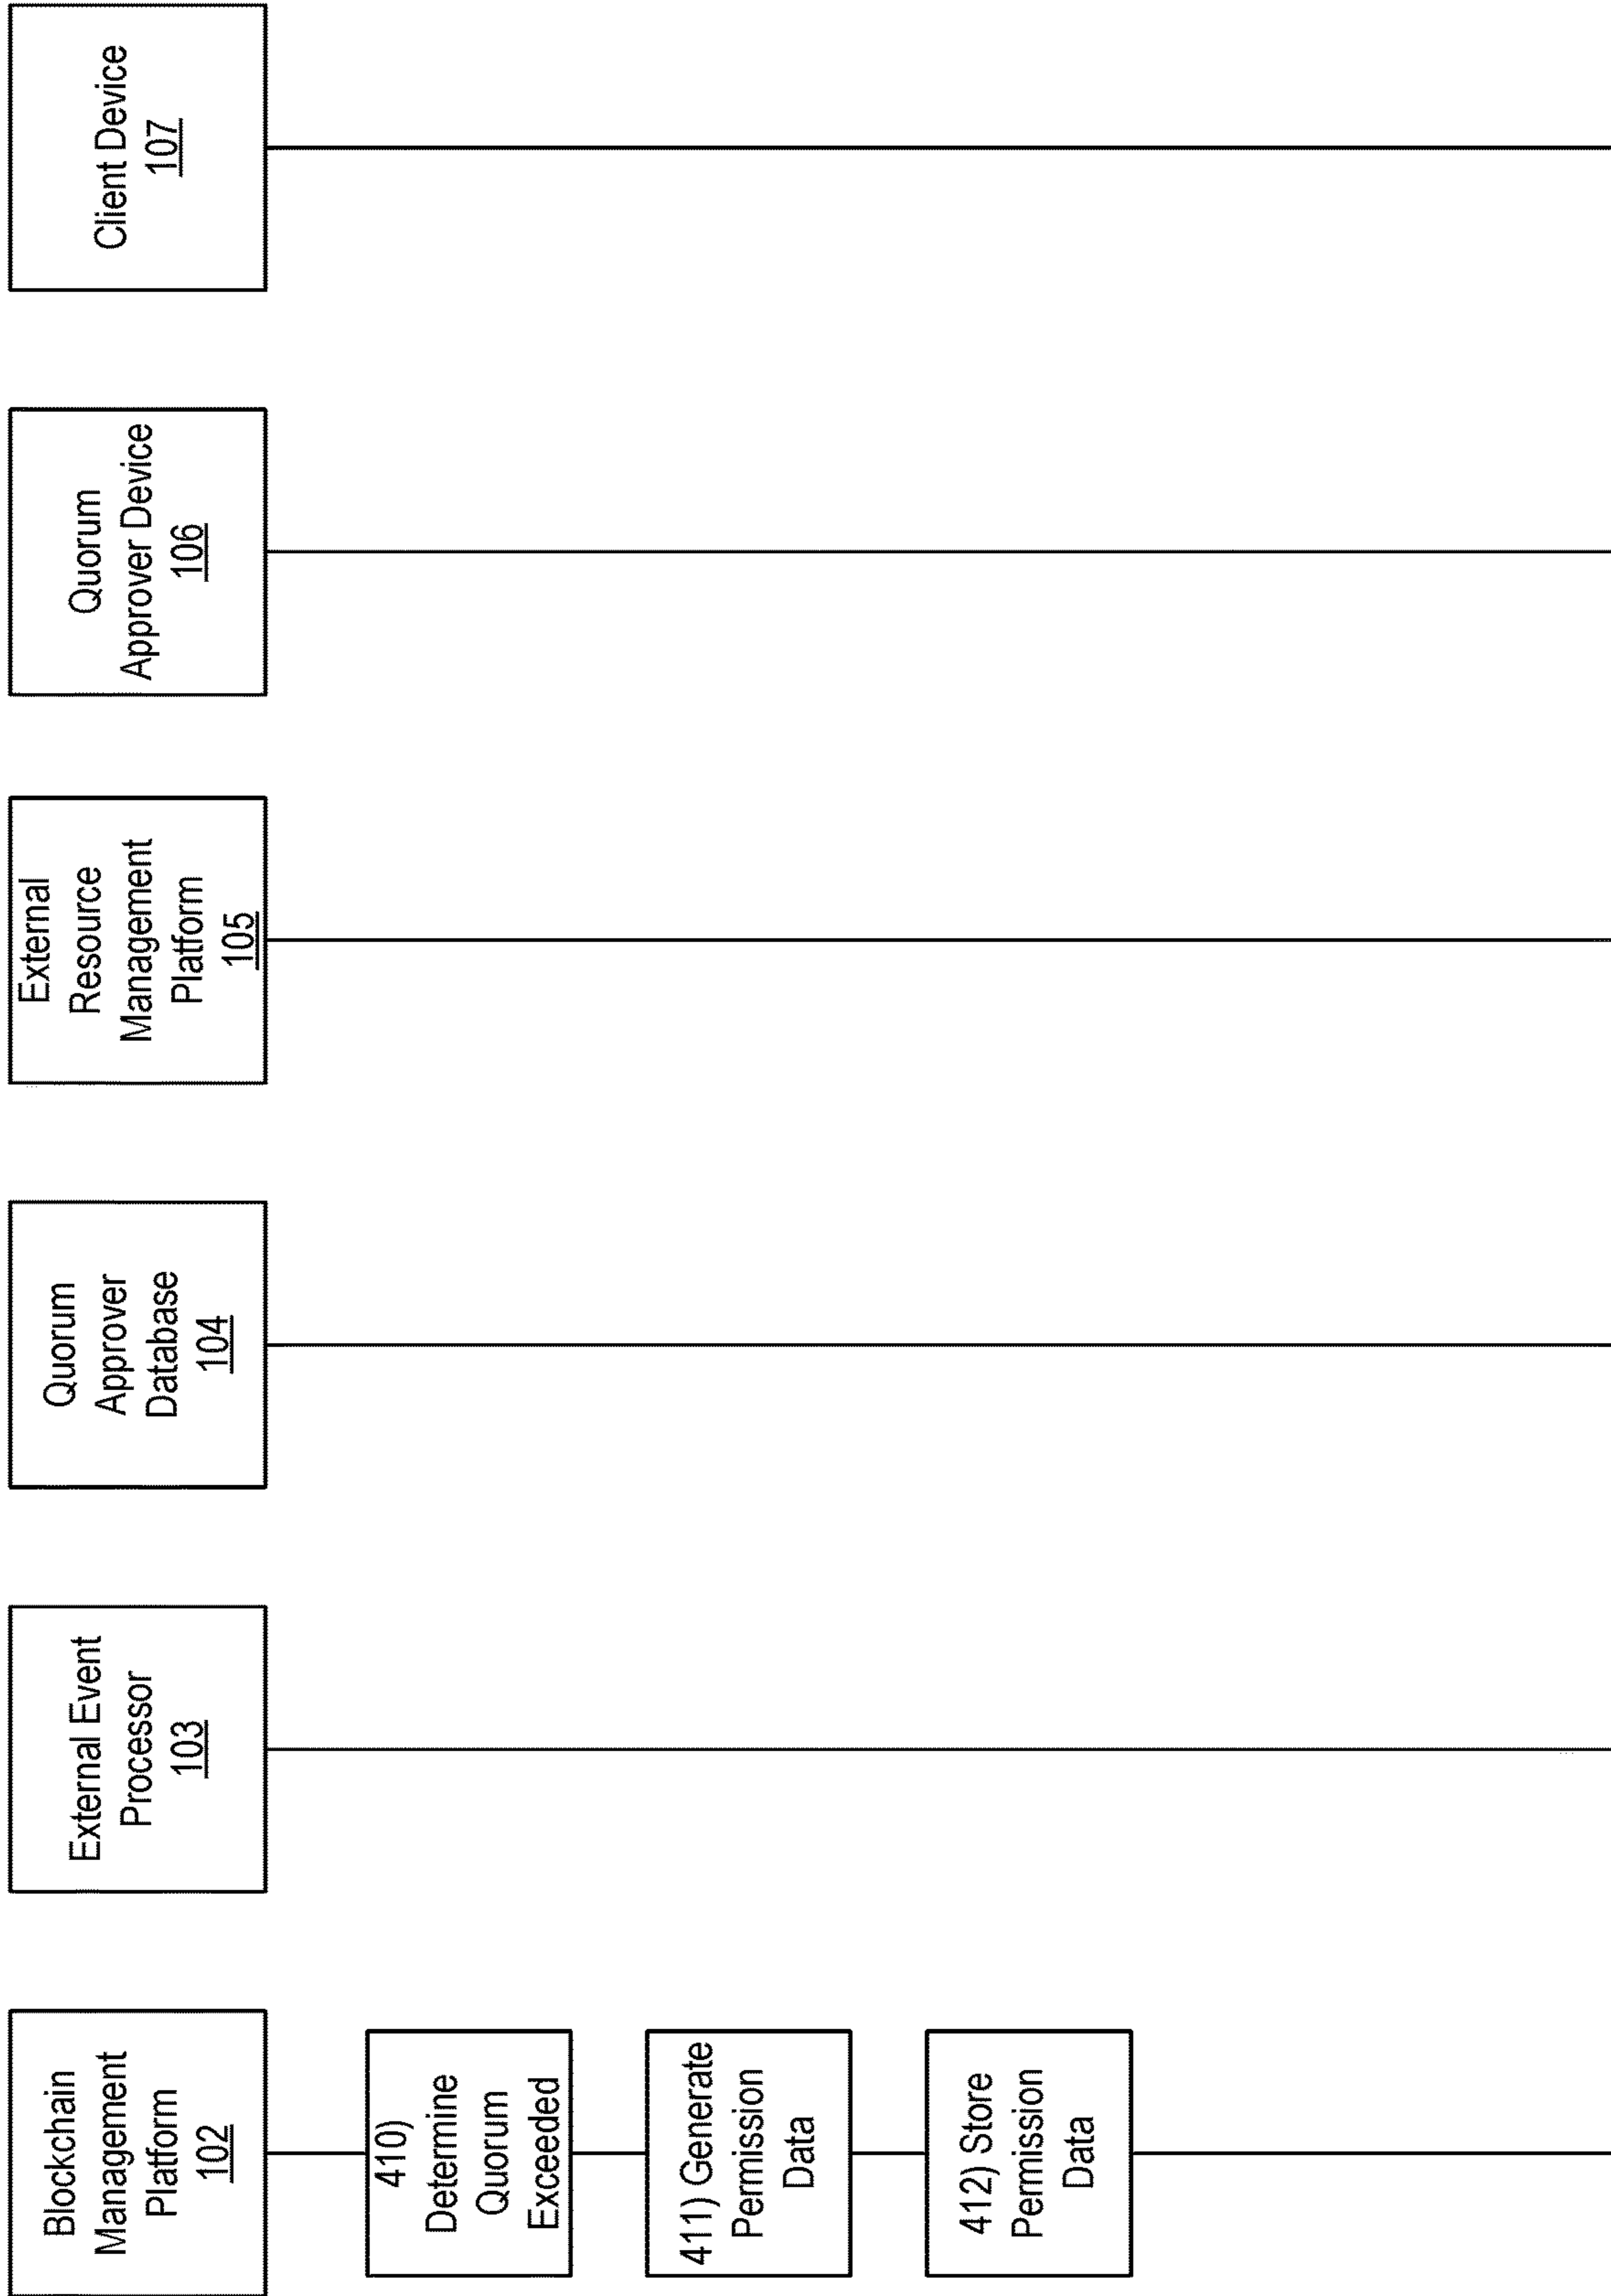 Blockchain
Management
Platform
102
External Event
Processor
103
Quorum
Approver
Database
104
External
Resource
Management
Platform
105
Quorum
Approver Device
106
Client Device
107
410)
Determine
Quorum
Exceeded
411) Generate
Permission
Data
412) Store
Permission
Data